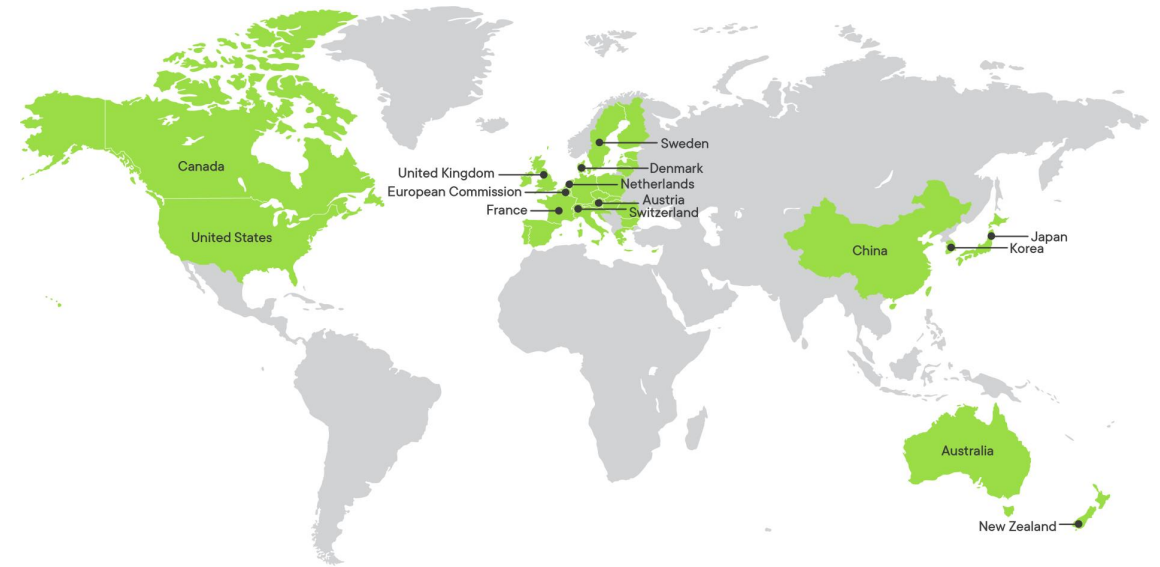 Canada
United States
United Kingdom
European Commission
France
Sweden
Denmark
Netherlands
Austria
Switzerland
China
Japan
Korea
Australia
New Zealand